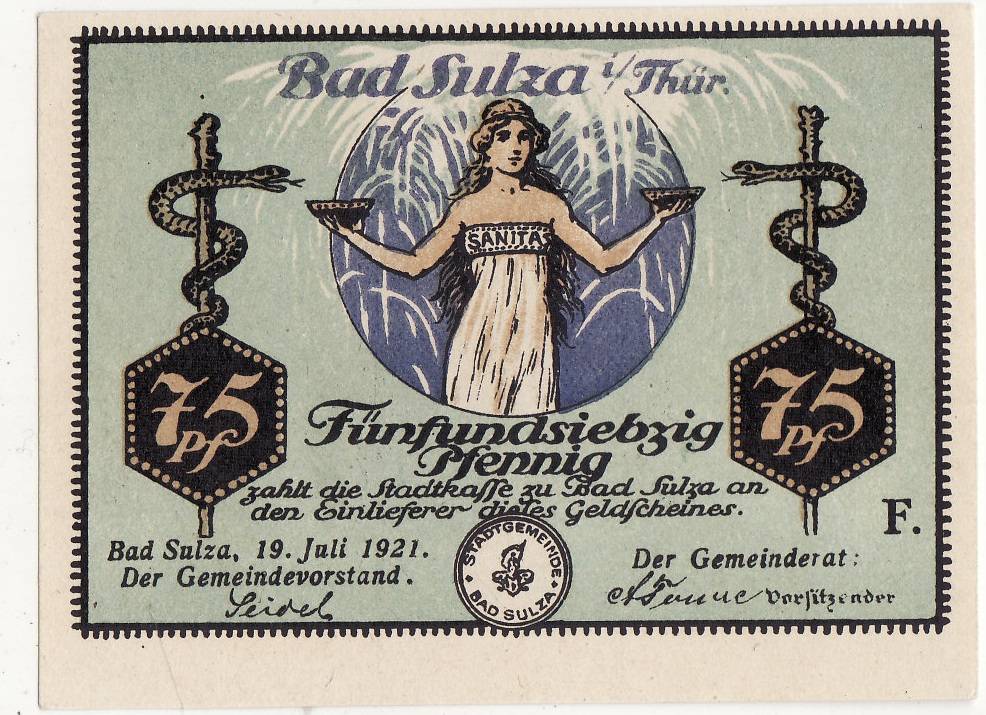 Bad Sulza i/Thür.
SANITAS
75
Pf
75
Pf
Fünfundsiebzig
Pfennig
zahlt die Stadtkaſſe zu Bad Sulza an
den Einlieferer dieſes Geldſcheines.
F.
Bad Sulza, 19. Juli 1921.
Der Gemeindevorstand.
Seidel
STADTGEMEINDE
BAD SULZA
Der Gemeinderat:
Vorſitzender